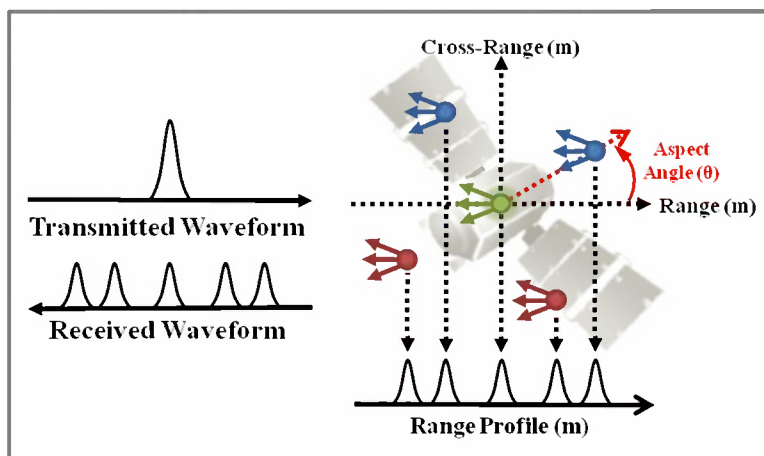 Cross-Range (m)
Aspect
Angle (θ)
Transmitted Waveform
Range (m)
Received Waveform
Range Profile (m)